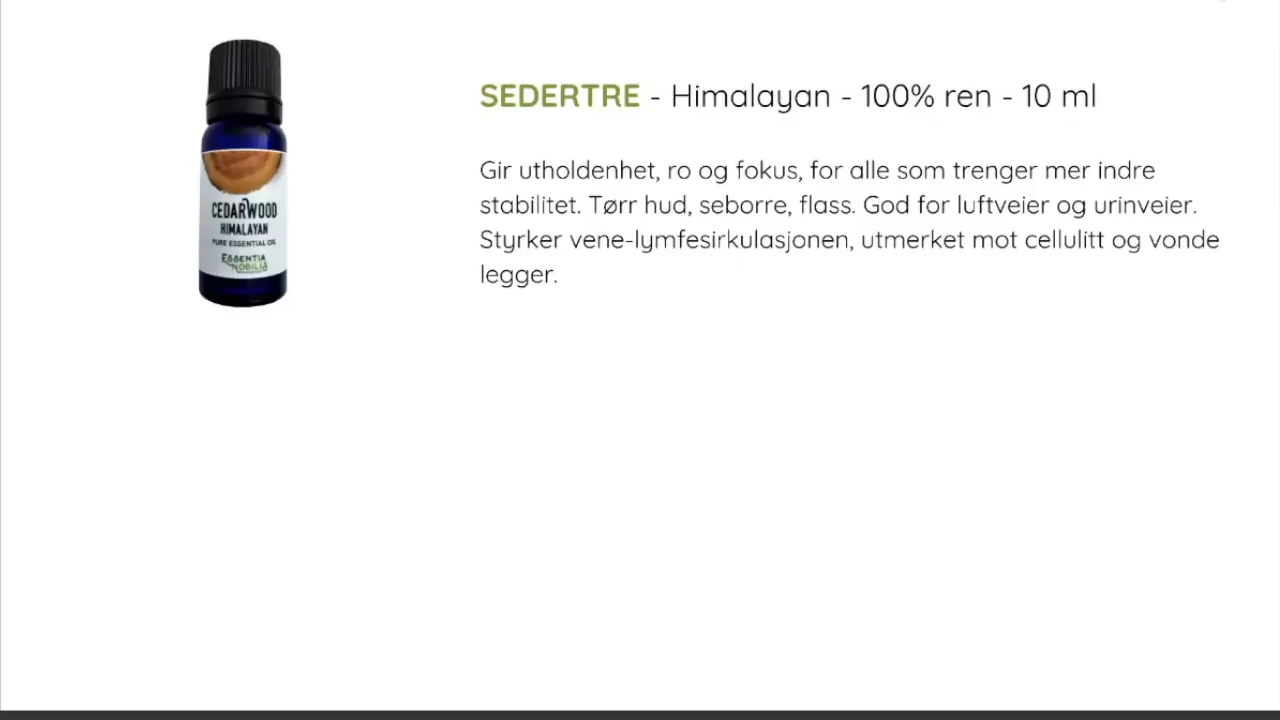 SEDERTRE - Himalayan - 100% ren - 10 ml
Gir utholdenhet, ro og fokus, for alle som trenger mer indre
stabilitet. Tørr hud, seborre, flass. God for luftveier og urinveier.
Styrker vene-lymfesirkulasjonen, utmerket mot cellulitt og vonde
legger.
CEDARWOOD
HIMALAYAN
PURE ESSENTIAL OIL
ESSENTIA
NOBILIS